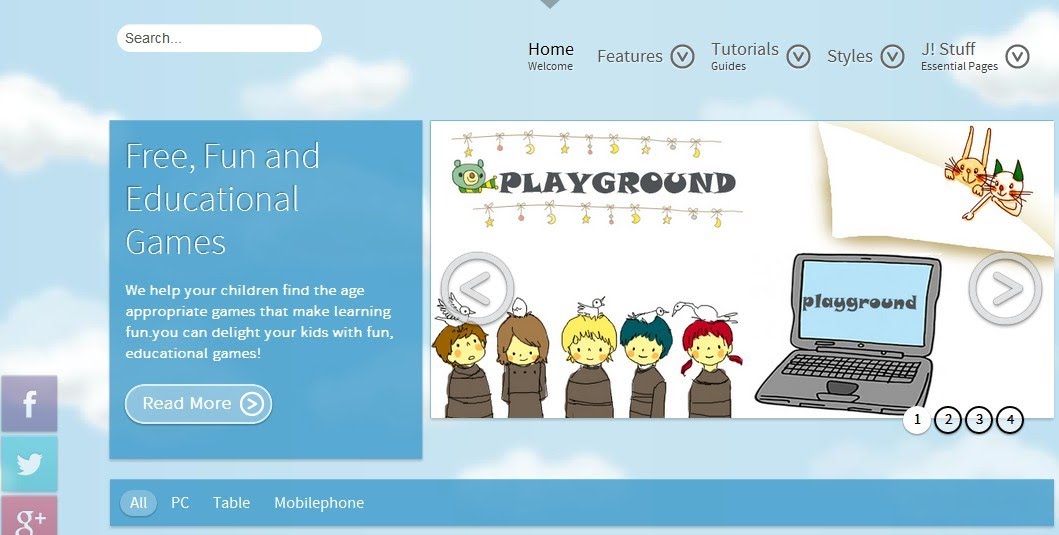 Search...
Home
Welcome
Features
Tutorials
Guides
Styles
J! Stuff
Essential Pages
Free, Fun and
Educational
Games
We help your children find the age
appropriate games that make learning
fun.you can delight your kids with fun,
educational games!
Read More
PLAYGROUND
playground
1 2 3 4
f
g+
All PC Table Mobilephone